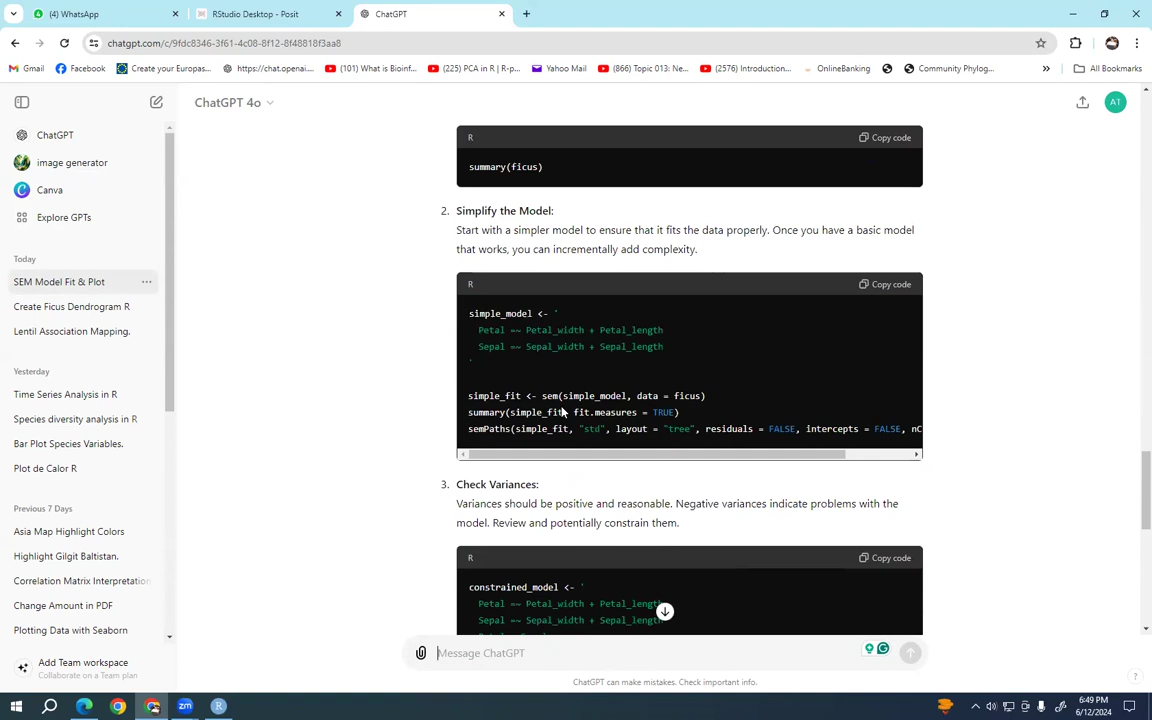 (4) WhatsApp
RStudio Desktop - Posit
ChatGPT
chatgpt.com/c/9fdc8346-3f61-4c08-8f12-8f48818f3aa8
Gmail
Facebook
Create your Europas...
https://chat.openai....
(101) What is Bioinf...
(225) PCA in R | R-p...
Yahoo Mail
(866) Topic 013: Ne...
(2576) Introduction...
OnlineBanking
Community Phylog...
All Bookmarks
ChatGPT 4o
AT
ChatGPT
image generator
Canva
Explore GPTs
Today
SEM Model Fit & Plot
Create Ficus Dendrogram R
Lentil Association Mapping.
Yesterday
Time Series Analysis in R
Species diversity analysis in R
Bar Plot Species Variables.
Plot de Calor R
Previous 7 Days
Asia Map Highlight Colors
Highlight Gilgit Baltistan.
Correlation Matrix Interpretation
Change Amount in PDF
Plotting Data with Seaborn
Add Team workspace
Collaborate on a Team plan
R
Copy code
summary(ficus)
2. Simplify the Model:
Start with a simpler model to ensure that it fits the data properly. Once you have a basic model
that works, you can incrementally add complexity.
R
Copy code
simple_model <- '
Petal =~ Petal_width + Petal_length
Sepal =~ Sepal_width + Sepal_length
'
simple_fit <- sem(simple_model, data = ficus)
summary(simple_fit, fit.measures = TRUE)
semPaths(simple_fit, "std", layout = "tree", residuals = FALSE, intercepts = FALSE, nC
3. Check Variances:
Variances should be positive and reasonable. Negative variances indicate problems with the
model. Review and potentially constrain them.
R
Copy code
constrained_model <- '
Petal =~ Petal_width + Petal_length
Sepal =~ Sepal_width + Sepal_length
Message ChatGPT
ChatGPT can make mistakes. Check important info.
?
zm
R
6:49 PM
6/12/2024